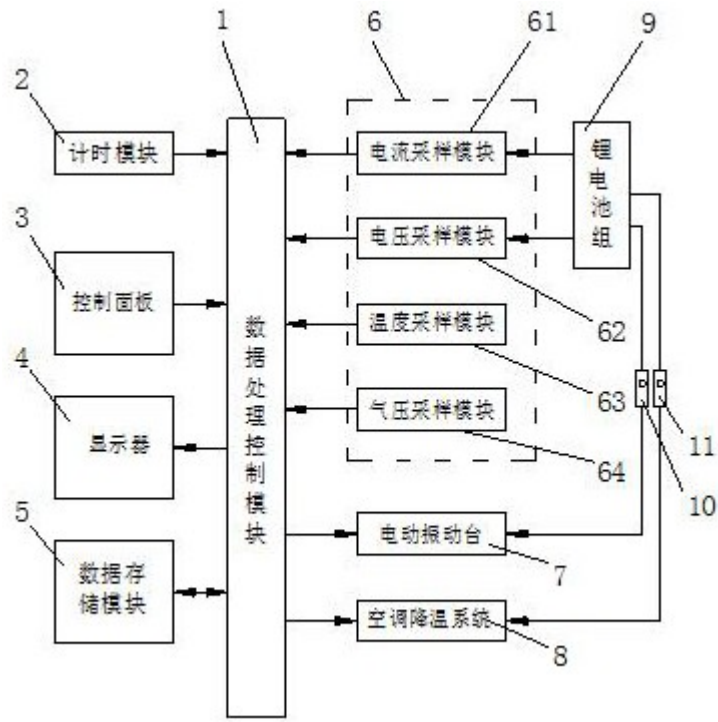 1
6
61
9
2
计时模块
电流采样模块
锂电池组
3
电压采样模块
控制面板
62
数据处理控制模块
温度采样模块
4
63
显示器
气压采样模块
D D
11
64
10
5
数据存
储模块
电动振动台
7
空调降温系统
8